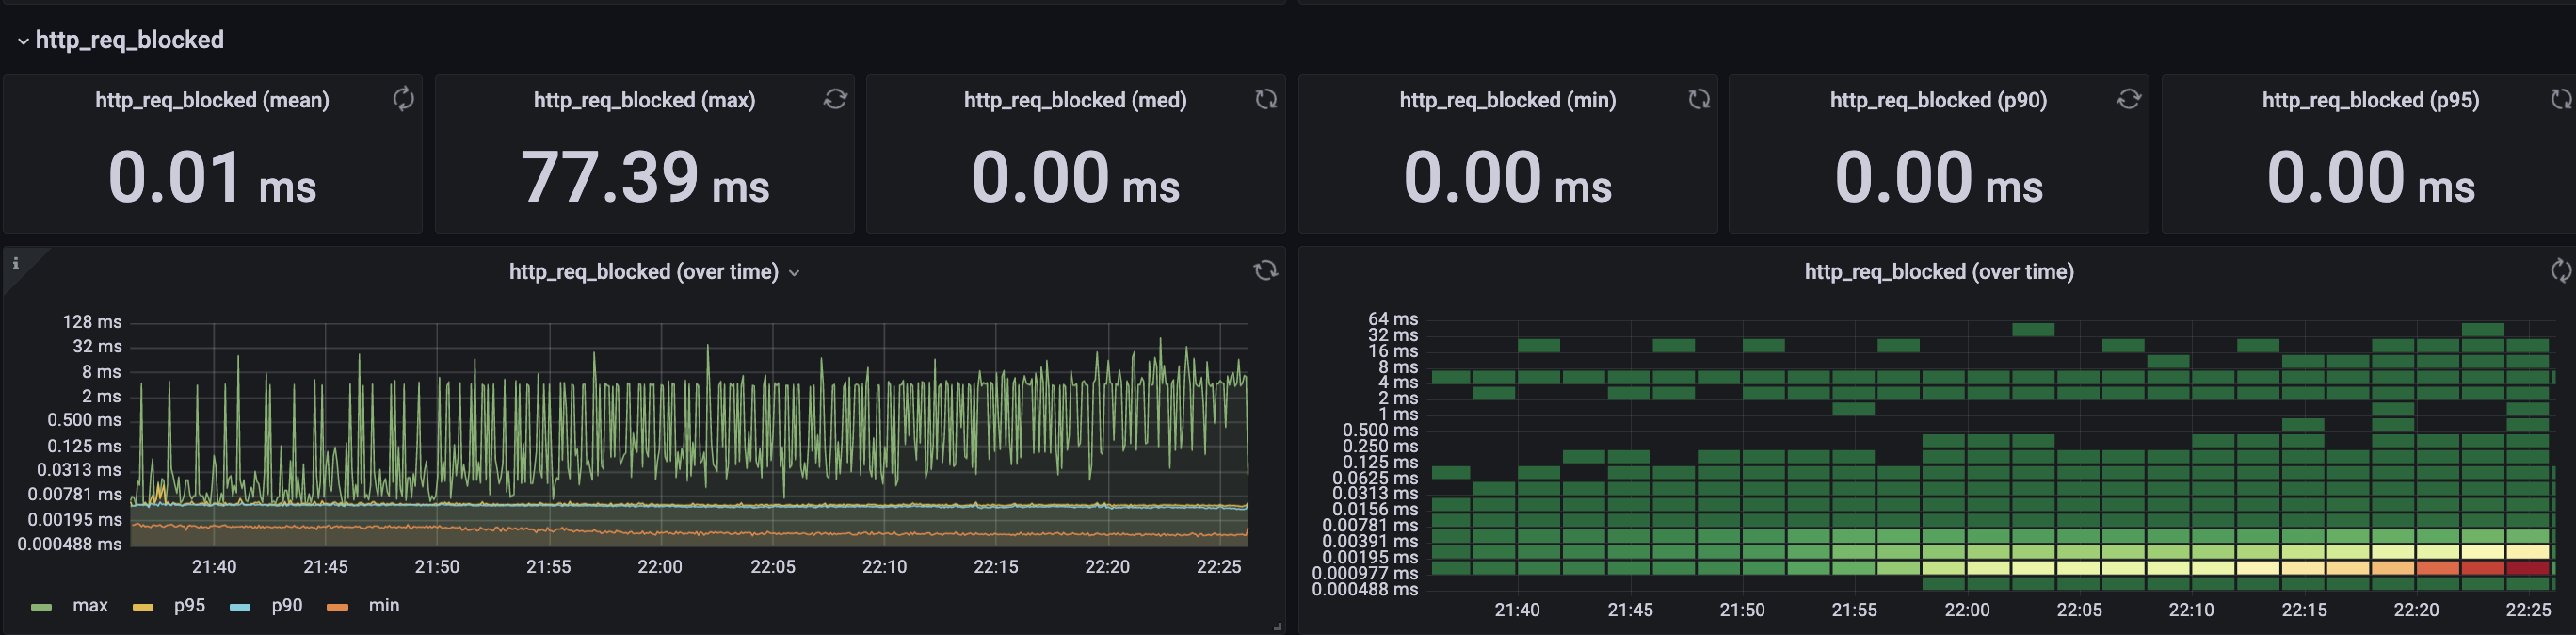 http_req_blocked
http_req_blocked (mean)
0.01 ms
http_req_blocked (max)
77.39 ms
http_req_blocked (med)
0.00 ms
http_req_blocked (min)
0.00 ms
http_req_blocked (p90)
0.00 ms
http_req_blocked (p95)
0.00 ms
i
http_req_blocked (over time)
128 ms
32 ms
8 ms
2 ms
0.500 ms
0.125 ms
0.0313 ms
0.00781 ms
0.00195 ms
0.000488 ms
21:40 21:45 21:50 21:55 22:00 22:05 22:10 22:15 22:20 22:25
max p95 p90 min
http_req_blocked (over time)
64 ms
32 ms
16 ms
8 ms
4 ms
2 ms
1 ms
0.500 ms
0.250 ms
0.125 ms
0.0625 ms
0.0313 ms
0.0156 ms
0.00781 ms
0.00391 ms
0.00195 ms
0.000977 ms
0.000488 ms
21:40 21:45 21:50 21:55 22:00 22:05 22:10 22:15 22:20 22:25